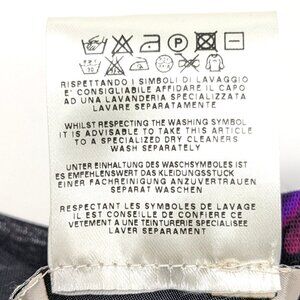 P
RISPETTANDO I SIMBOLI DI LAVAGGIO
E' CONSIGLIABILE AFFIDARE IL CAPO
AD UNA LAVANDERIA SPECIALIZZATA
LAVARE SEPARATAMENTE
WHILST RESPECTING THE WASHING SYMBOL
IT IS ADVISABLE TO TAKE THIS ARTICLE
TO A SPECIALIZED DRY CLEANERS
WASH SEPARATELY
UNTER EINHALTUNG DES WASCHSYMBOLES IST
ES EMPFEHLENSWERT DAS KLEIDUNGSSTÜCK
EINER FACHREINIGUNG ANZUVERTRAUEN
SEPARAT WASCHEN
RESPECTANT LES SYMBOLES DE LAVAGE
IL EST CONSEILLE DE CONFIERE CE
VETEMENT A UNE TEINTURERIE SPECIALISEE
LAVER SEPAREMENT